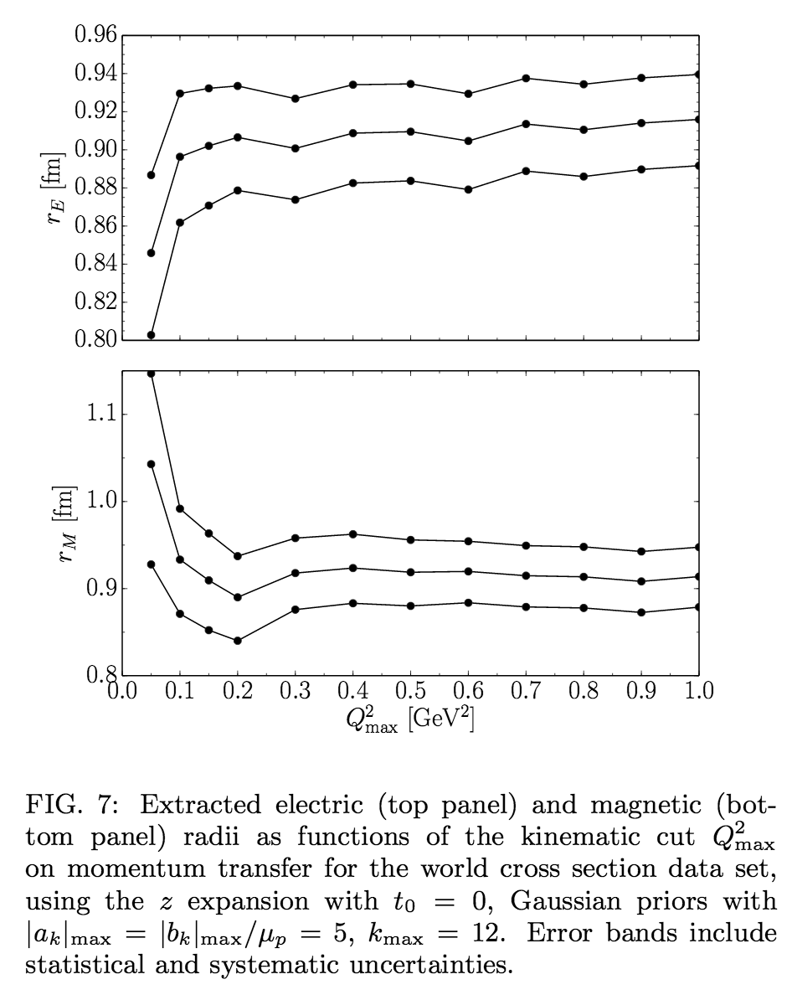 0.96
0.94
0.92
0.90
0.88
0.86
0.84
0.82
0.80
r_E [fm]
1.1
1.0
0.9
0.8
r_M [fm]
0.0 0.1 0.2 0.3 0.4 0.5 0.6 0.7 0.8 0.9 1.0
Q²_max [GeV²]
FIG. 7: Extracted electric (top panel) and magnetic (bot-
tom panel) radii as functions of the kinematic cut Q²_max
on momentum transfer for the world cross section data set,
using the z expansion with t₀ = 0, Gaussian priors with
|a_k|_max = |b_k|_max/μ_p = 5, k_max = 12. Error bands include
statistical and systematic uncertainties.